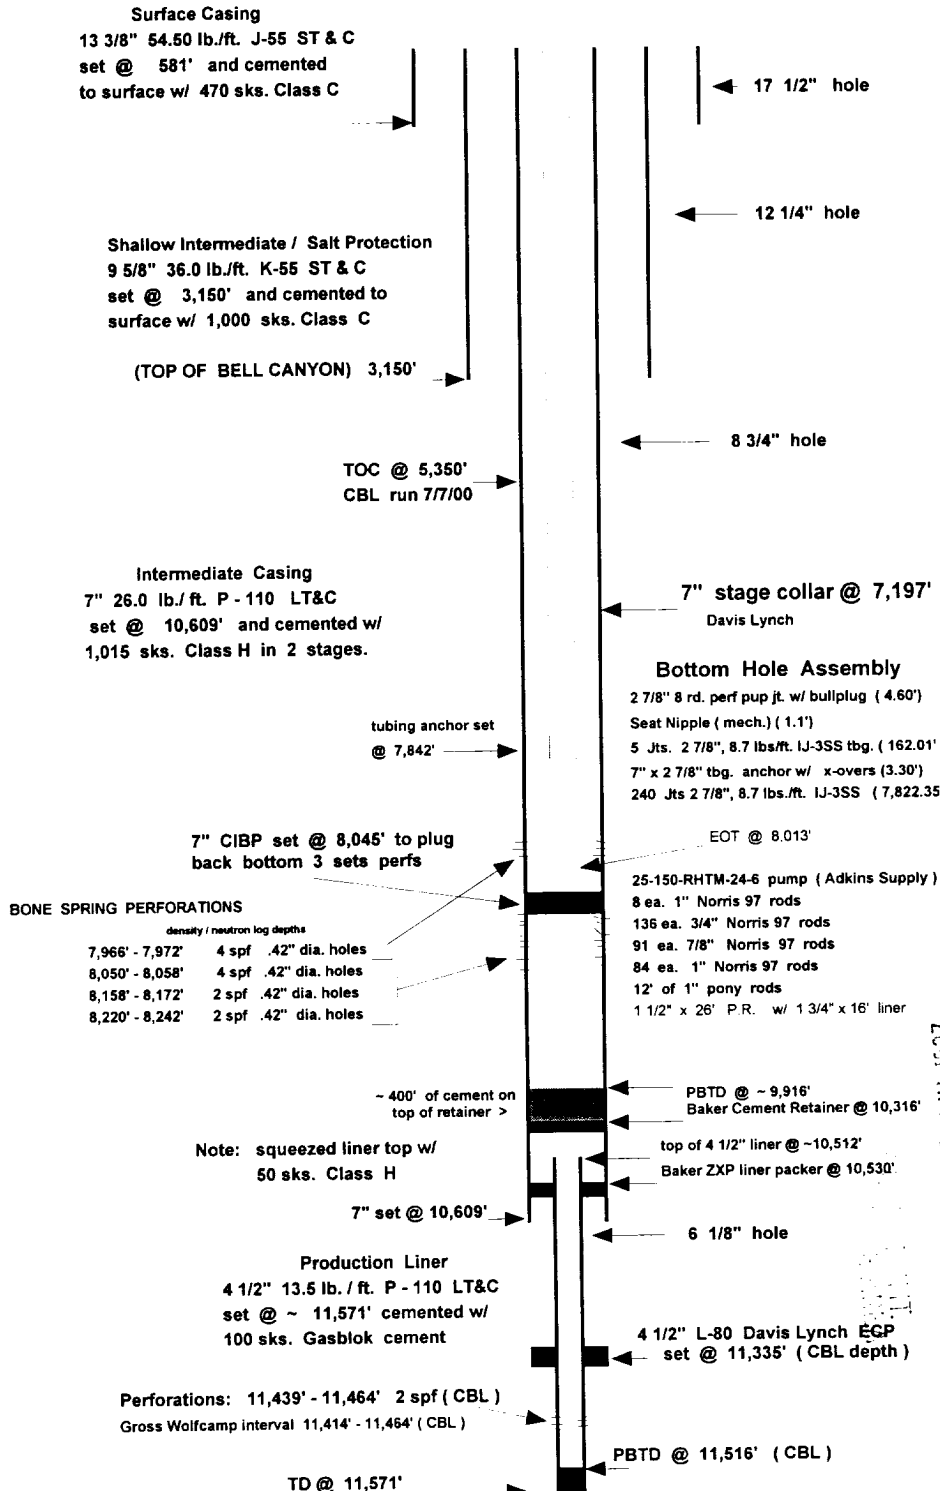 Surface Casing
13 3/8" 54.50 lb./ft. J-55 ST & C
set @ 581' and cemented
to surface w/ 470 sks. Class C
17 1/2" hole
12 1/4" hole
Shallow Intermediate / Salt Protection
9 5/8" 36.0 lb./ft. K-55 ST & C
set @ 3,150' and cemented to
surface w/ 1,000 sks. Class C
(TOP OF BELL CANYON) 3,150'
8 3/4" hole
TOC @ 5,350'
CBL run 7/7/00
Intermediate Casing
7" 26.0 lb./ ft. P - 110 LT&C
set @ 10,609' and cemented w/
1,015 sks. Class H in 2 stages.
7" stage collar @ 7,197'
Davis Lynch
Bottom Hole Assembly
2 7/8" 8 rd. perf pup jt. w/ bullplug ( 4.60')
Seat Nipple ( mech.) ( 1.1')
5 Jts. 2 7/8", 8.7 lbs/ft. IJ-3SS tbg. ( 162.01'
7" x 2 7/8" tbg. anchor w/ x-overs (3.30')
240 Jts 2 7/8", 8.7 lbs./ft. IJ-3SS ( 7,822.35
tubing anchor set
@ 7,842'
7" CIBP set @ 8,045' to plug
back bottom 3 sets perfs
EOT @ 8,013'
25-150-RHTM-24-6 pump ( Adkins Supply )
8 ea. 1" Norris 97 rods
136 ea. 3/4" Norris 97 rods
91 ea. 7/8" Norris 97 rods
84 ea. 1" Norris 97 rods
12' of 1" pony rods
1 1/2" x 26' P.R. w/ 1 3/4" x 16' liner
BONE SPRING PERFORATIONS
density / neutron log depths
7,966' - 7,972' 4 spf .42" dia. holes
8,050' - 8,058' 4 spf .42" dia. holes
8,158' - 8,172' 2 spf .42" dia. holes
8,220' - 8,242' 2 spf .42" dia. holes
~ 400' of cement on
top of retainer >
PBTD @ ~ 9,916'
Baker Cement Retainer @ 10,316'
Note: squeezed liner top w/
50 sks. Class H
top of 4 1/2" liner @ ~10,512'
Baker ZXP liner packer @ 10,530'
7" set @ 10,609'
6 1/8" hole
Production Liner
4 1/2" 13.5 lb. / ft. P - 110 LT&C
set @ ~ 11,571' cemented w/
100 sks. Gasblok cement
4 1/2" L-80 Davis Lynch ECP
set @ 11,335' ( CBL depth )
Perforations: 11,439' - 11,464' 2 spf ( CBL )
Gross Wolfcamp interval 11,414' - 11,464' ( CBL )
PBTD @ 11,516' ( CBL )
TD @ 11,571'